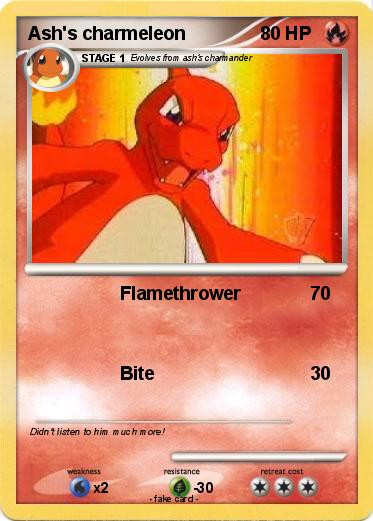 Ash's charmeleon 80 HP
STAGE 1 Evolves from ash's charmander
Flamethrower 70
Bite 30
Didn't listen to him much more!
weakness resistance retreat cost
x2 -30
- fake card -